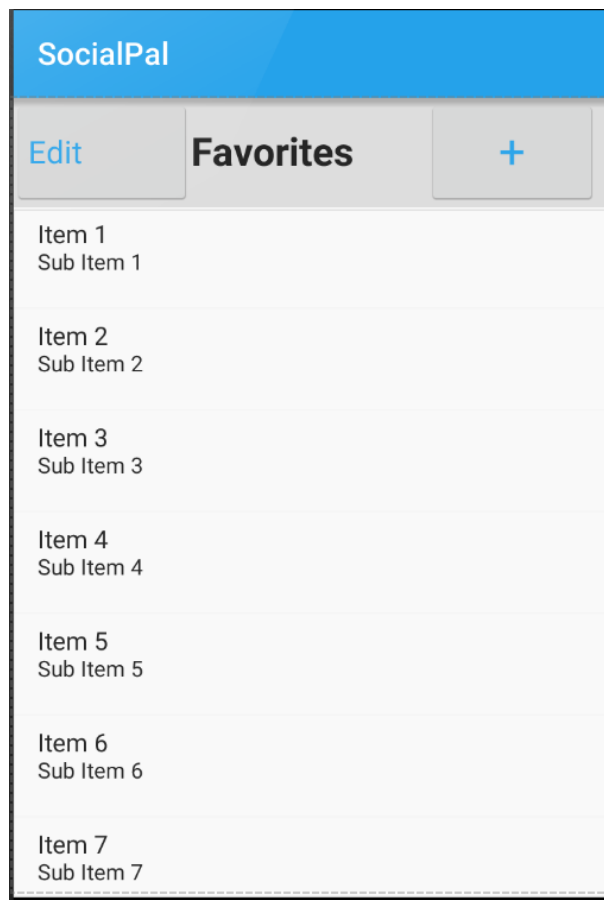 SocialPal
Edit Favorites +
Item 1
Sub Item 1
Item 2
Sub Item 2
Item 3
Sub Item 3
Item 4
Sub Item 4
Item 5
Sub Item 5
Item 6
Sub Item 6
Item 7
Sub Item 7